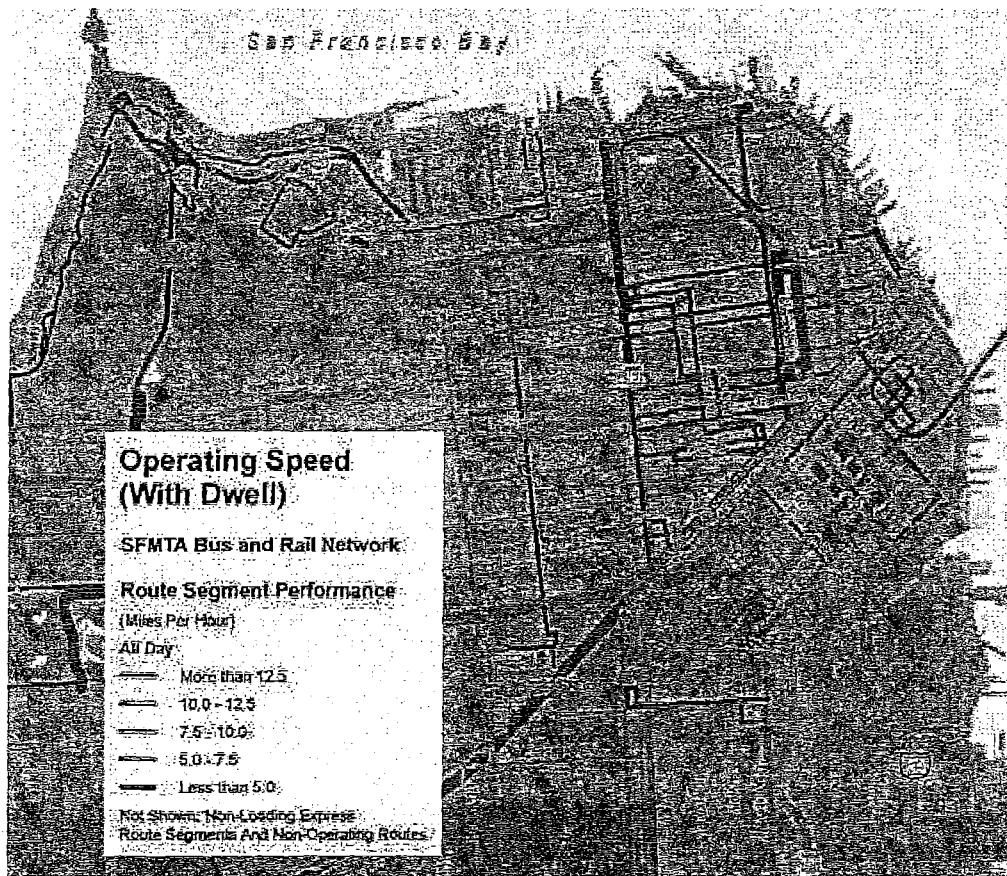 San Francisco Bay
Operating Speed
(With Dwell)
SFMTA Bus and Rail Network
Route Segment Performance
(Miles Per Hour)
All Day
More than 12.5
10.0 - 12.5
7.5 - 10.0
5.0 - 7.5
Less than 5.0
Not Shown: Non-Loading Express
Route Segments And Non-Operating Routes